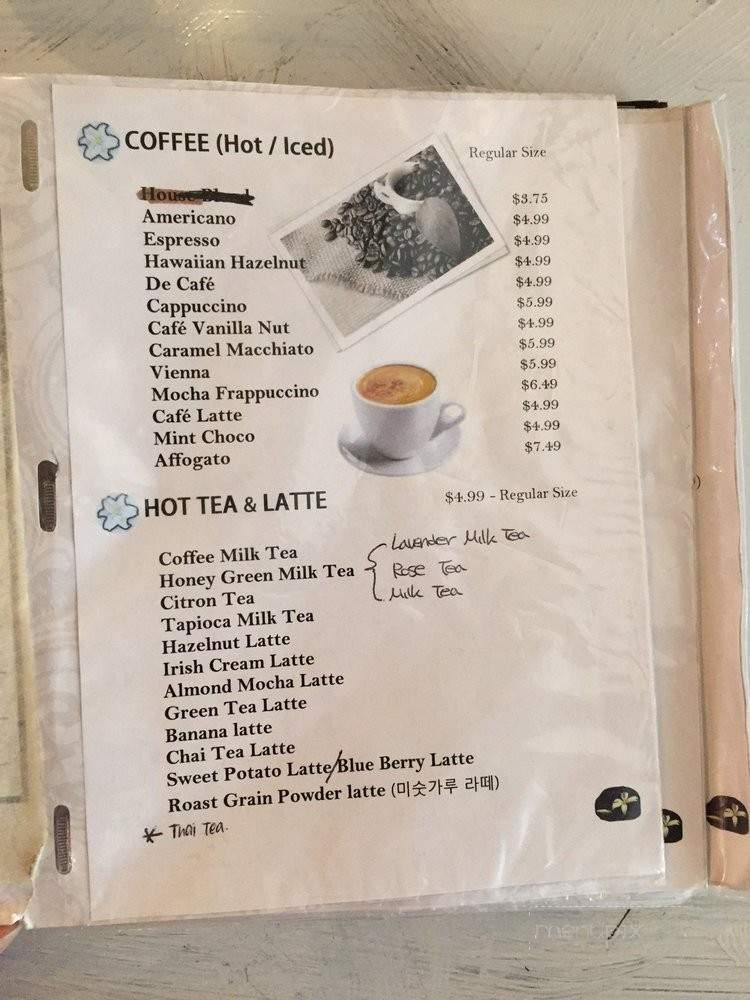 COFFEE (Hot / Iced)
Regular Size
House Blend $3.75
Americano $4.99
Espresso $4.99
Hawaiian Hazelnut $4.99
De Café $4.99
Cappuccino $5.99
Café Vanilla Nut $4.99
Caramel Macchiato $5.99
Vienna $5.99
Mocha Frappuccino $6.49
Café Latte $4.99
Mint Choco $4.99
Affogato $7.49
HOT TEA & LATTE
$4.99 - Regular Size
Coffee Milk Tea
Honey Green Milk Tea
Lavender Milk Tea
Rose Tea
Milk Tea
Citron Tea
Tapioca Milk Tea
Hazelnut Latte
Irish Cream Latte
Almond Mocha Latte
Green Tea Latte
Banana latte
Chai Tea Latte
Sweet Potato Latte/Blue Berry Latte
Roast Grain Powder latte (미숫가루 라떼)
* Thai Tea.
menupix